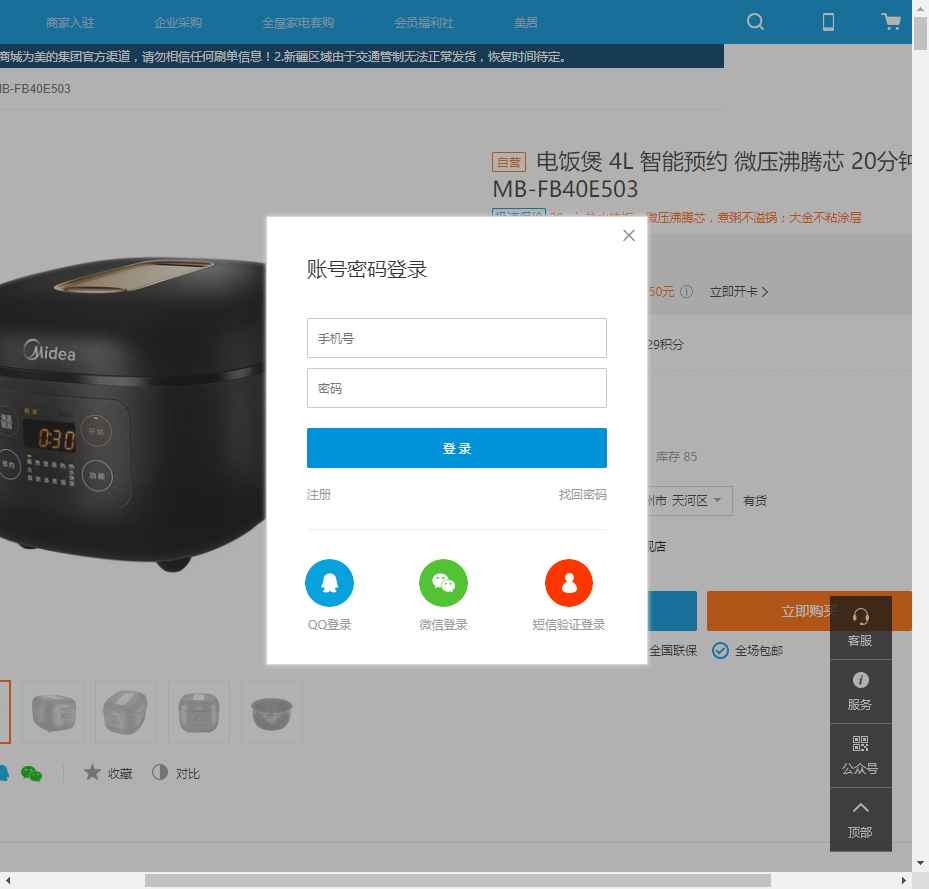 商家入驻 企业采购 全屋家电套购 会员福利社 美居
商城为美的集团官方渠道，请勿相信任何刷单信息！2.新疆区域由于交通管制无法正常发货，恢复时间待定。
MB-FB40E503
自营 电饭煲 4L 智能预约 微压沸腾芯 20分钟
MB-FB40E503
微压沸腾芯，煮粥不溢锅；大金不粘涂层
账号密码登录
50元 立即开卡
手机号
29积分
Midea
密码
0:30 开始
登 录
库存 85
预约 功能
注册 找回密码
州市 天河区 有货
舰店
立即购买
QQ登录 微信登录 短信验证登录
客服
全国联保 全场包邮
服务
公众号
收藏 对比
顶部